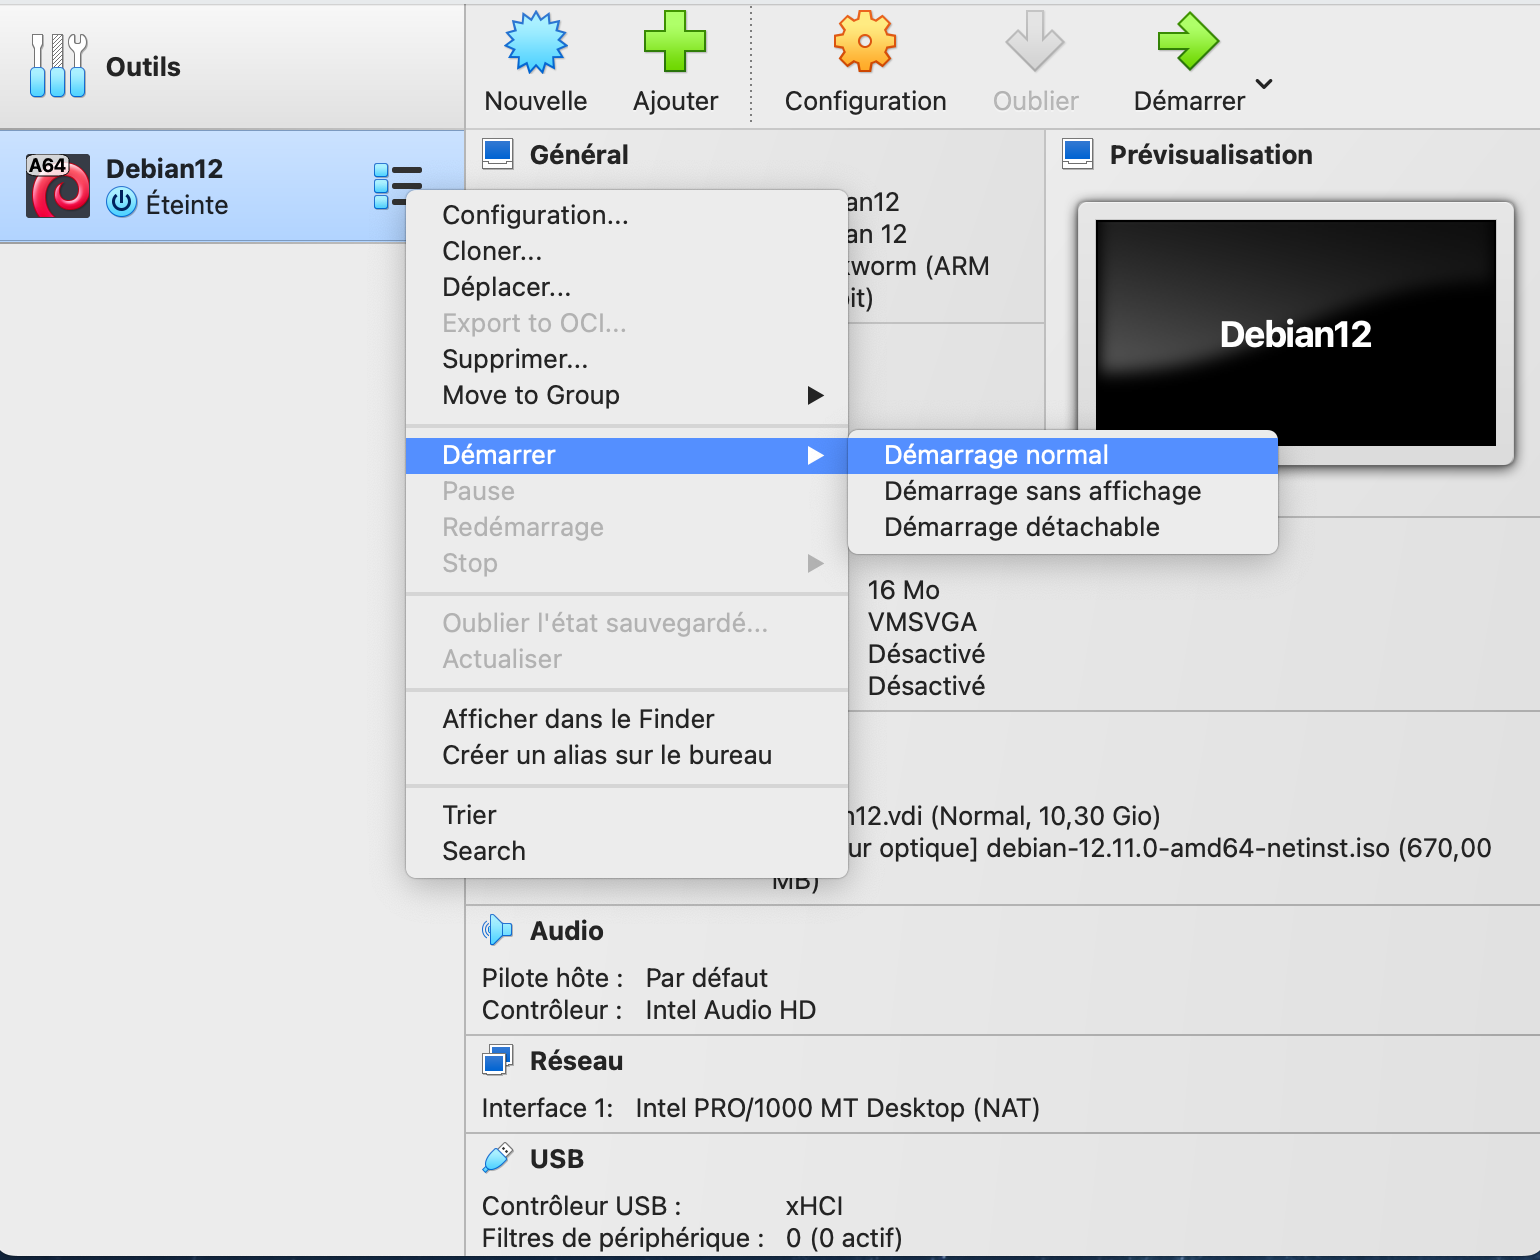 Outils
Nouvelle
Ajouter
Configuration
Oublier
Démarrer
A64
Debian12
Éteinte
Général
an12
an 12
worm (ARM
it)
Prévisualisation
Debian12
Configuration...
Cloner...
Déplacer...
Export to OCI...
Supprimer...
Move to Group
Démarrer
Pause
Redémarrage
Stop
Oublier l'état sauvegardé...
Actualiser
Afficher dans le Finder
Créer un alias sur le bureau
Trier
Search
Démarrage normal
Démarrage sans affichage
Démarrage détachable
16 Mo
VMSVGA
Désactivé
Désactivé
12.vdi (Normal, 10,30 Gio)
ur optique] debian-12.11.0-amd64-netinst.iso (670,00
MB)
Audio
Pilote hôte : Par défaut
Contrôleur : Intel Audio HD
Réseau
Interface 1: Intel PRO/1000 MT Desktop (NAT)
USB
Contrôleur USB : xHCI
Filtres de périphérique : 0 (0 actif)